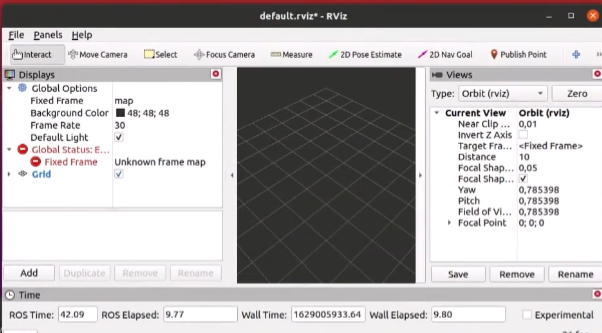 default.rviz* - RViz
File Panels Help
Interact Move Camera Select Focus Camera Measure 2D Pose Estimate 2D Nav Goal Publish Point
Displays
Global Options
Fixed Frame map
Background Color 48; 48; 48
Frame Rate 30
Default Light
Global Status: E...
Fixed Frame Unknown frame map
Grid
Add Duplicate Remove Rename
Views
Type: Orbit (rviz) Zero
Current View Orbit (rviz)
Near Clip ... 0,01
Invert Z Axis
Target Fra... <Fixed Frame>
Distance 10
Focal Shap... 0,05
Focal Shap...
Yaw 0,785398
Pitch 0,785398
Field of Vi... 0,785398
Focal Point 0; 0; 0
Save Remove Rename
Time
ROS Time: 42.09 ROS Elapsed: 9.77 Wall Time: 1629005933.64 Wall Elapsed: 9.80 Experimental